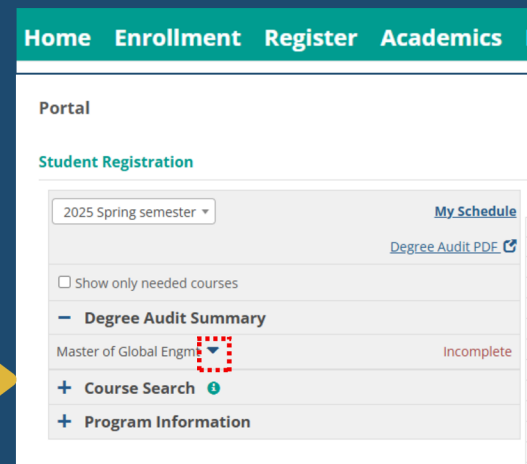 Home Enrollment Register Academics
Portal
Student Registration
2025 Spring semester
My Schedule
Degree Audit PDF
Show only needed courses
Degree Audit Summary
Master of Global Engmt Incomplete
Course Search
Program Information